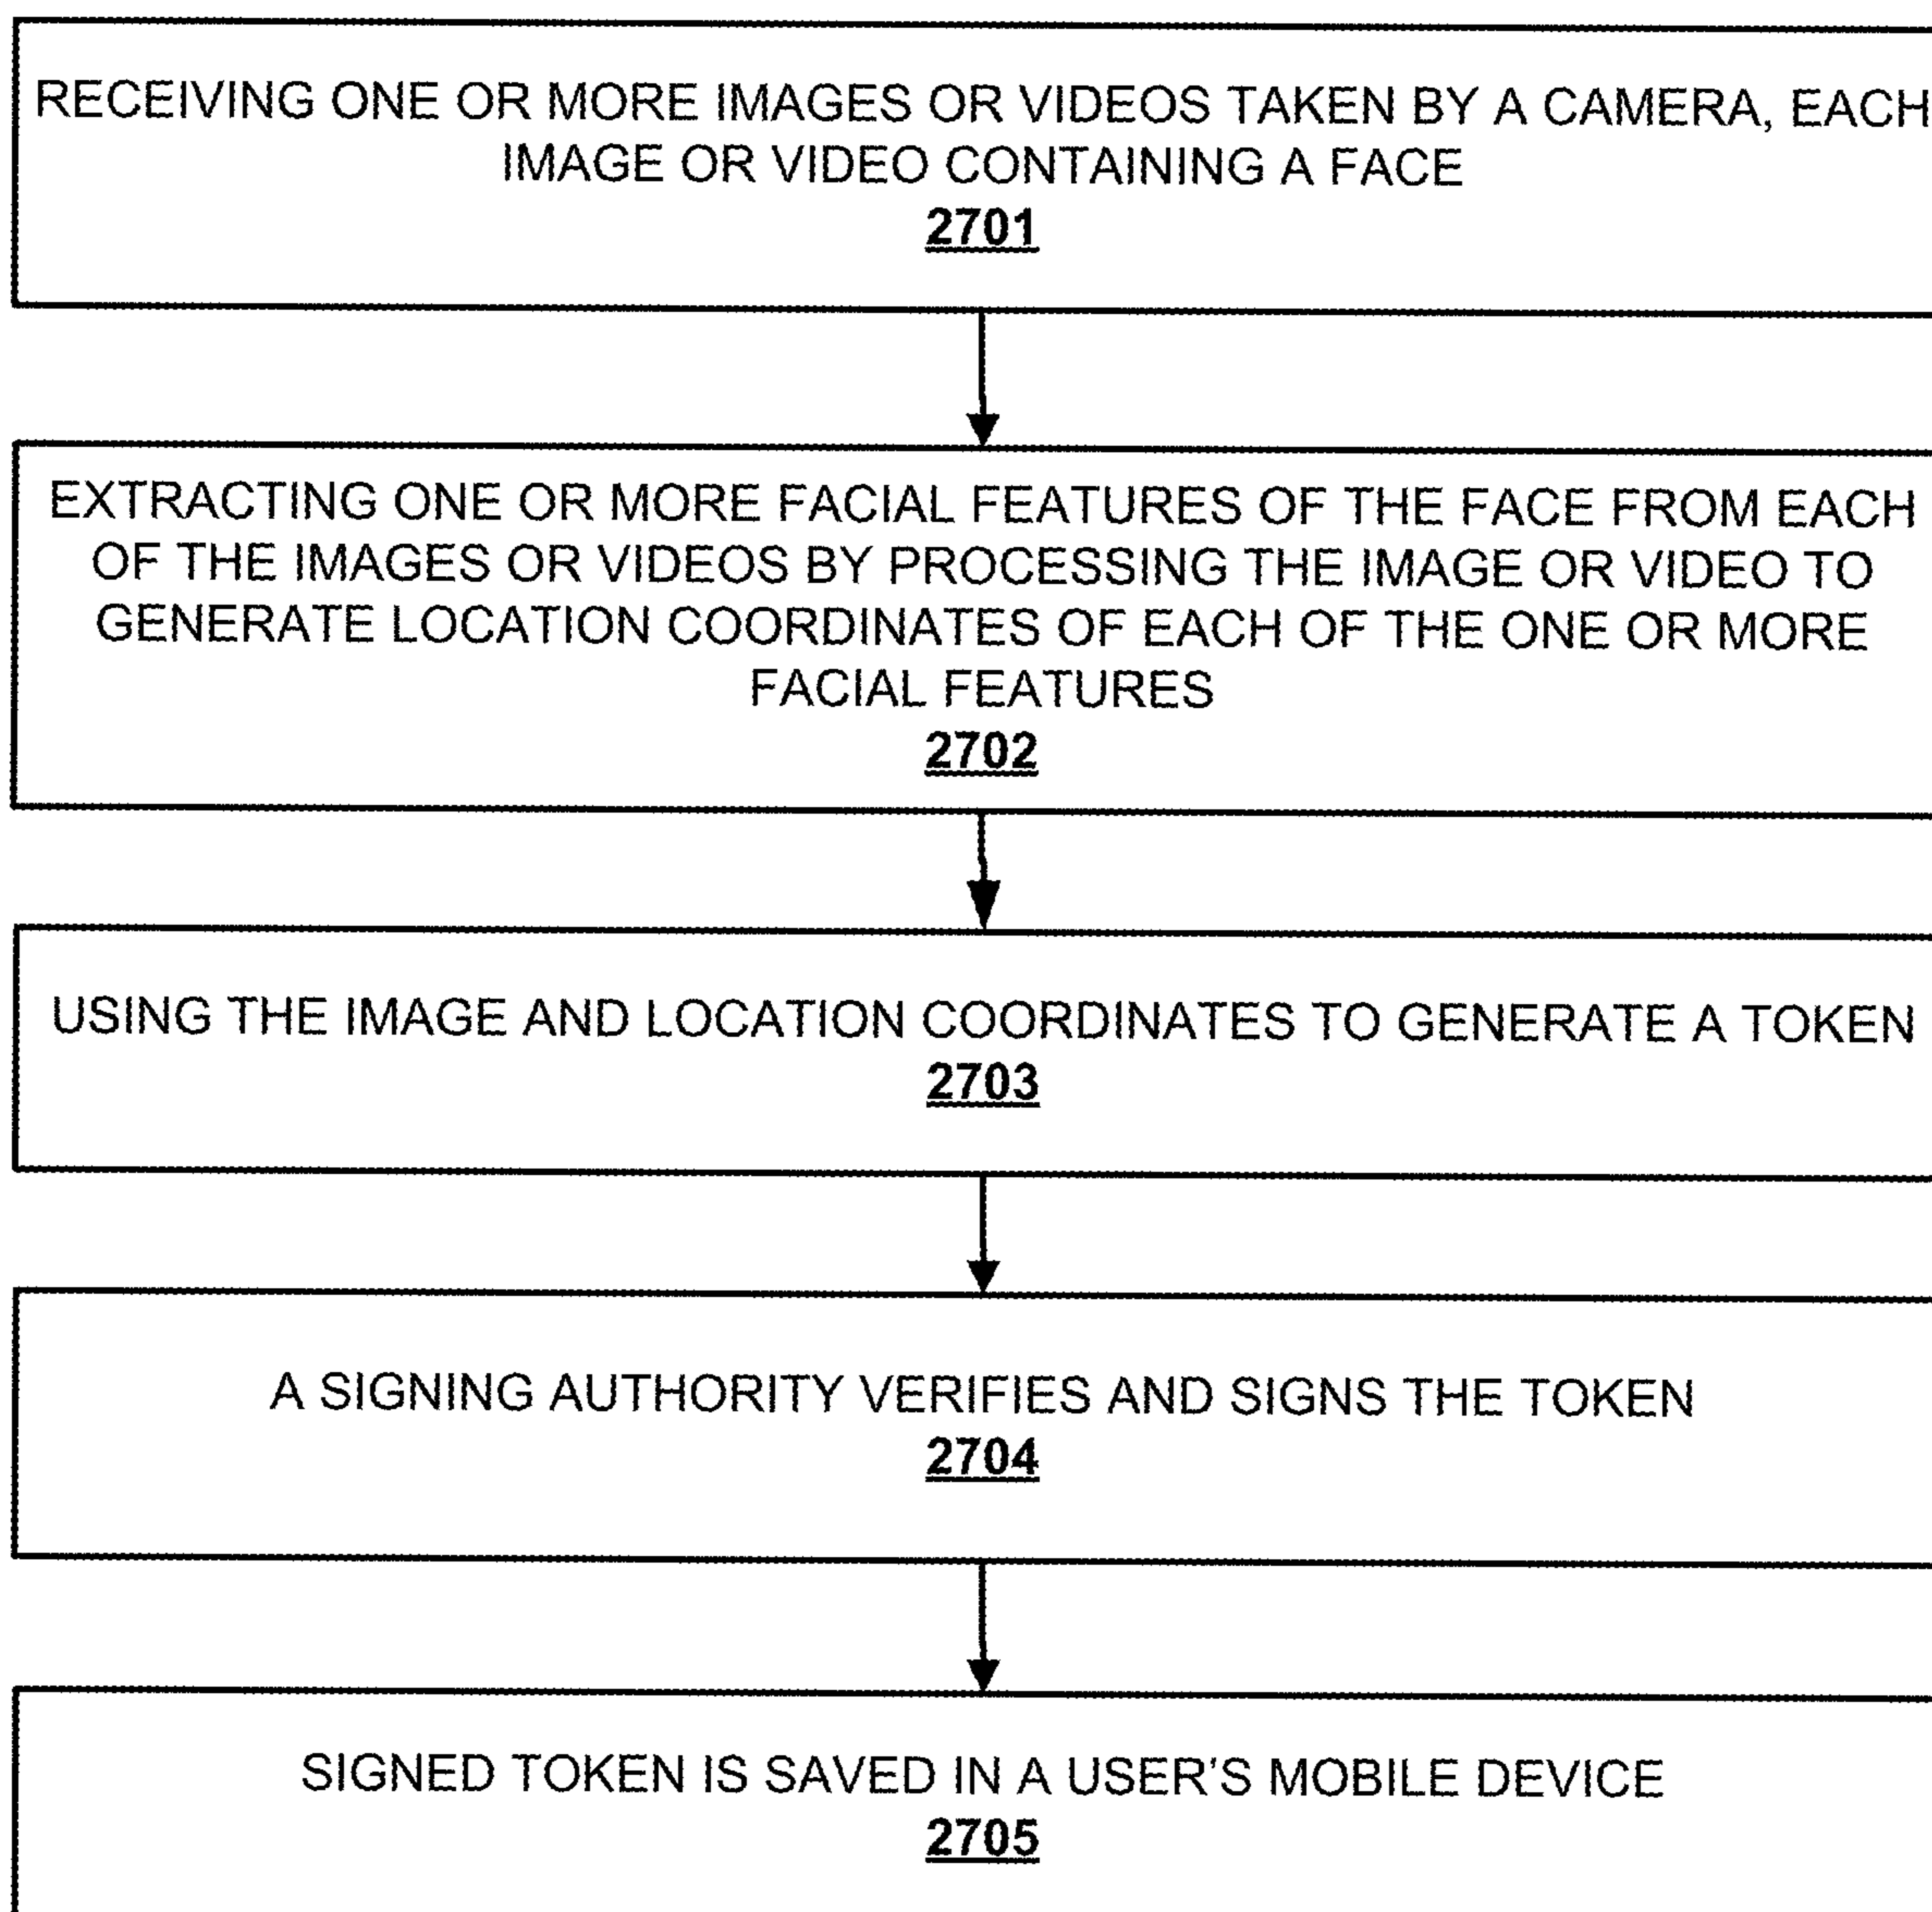 RECEIVING ONE OR MORE IMAGES OR VIDEOS TAKEN BY A CAMERA, EACH
IMAGE OR VIDEO CONTAINING A FACE
2701
EXTRACTING ONE OR MORE FACIAL FEATURES OF THE FACE FROM EACH
OF THE IMAGES OR VIDEOS BY PROCESSING THE IMAGE OR VIDEO TO
GENERATE LOCATION COORDINATES OF EACH OF THE ONE OR MORE
FACIAL FEATURES
2702
USING THE IMAGE AND LOCATION COORDINATES TO GENERATE A TOKEN
2703
A SIGNING AUTHORITY VERIFIES AND SIGNS THE TOKEN
2704
SIGNED TOKEN IS SAVED IN A USER'S MOBILE DEVICE
2705